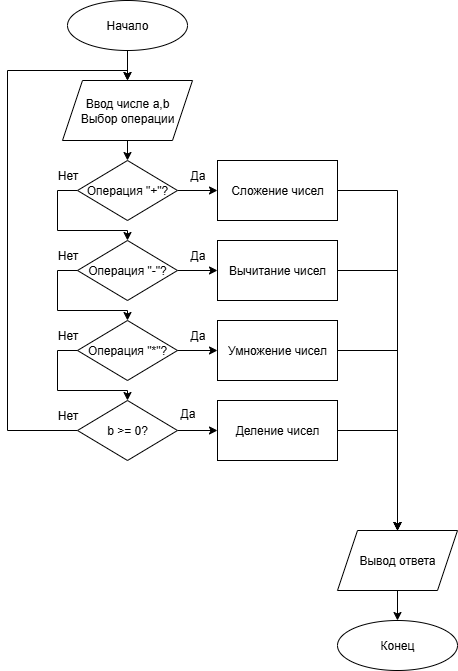 Начало
Ввод числе a,b
Выбор операции
Нет
Операция "+"?
Да
Сложение чисел
Нет
Операция "-"?
Да
Вычитание чисел
Нет
Операция "*"?
Да
Умножение чисел
Нет
b >= 0?
Да
Деление чисел
Вывод ответа
Конец